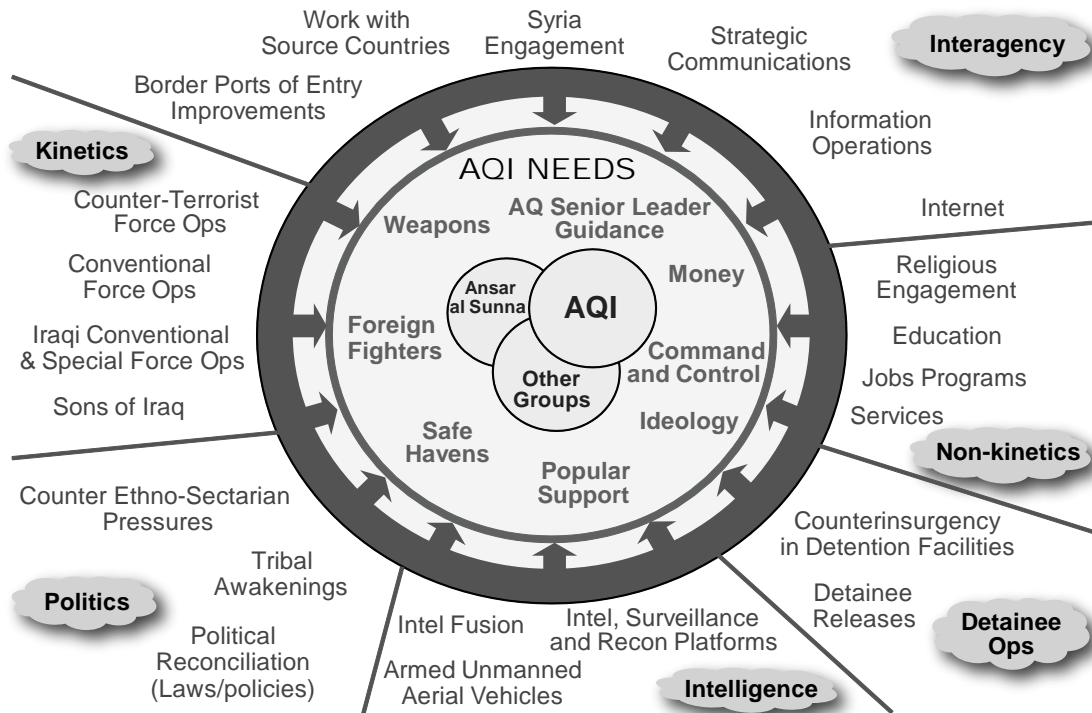 Work with
Source Countries
Syria
Engagement
Strategic
Communications
Interagency
Border Ports of Entry
Improvements
Information
Operations
Internet
Kinetics
Counter-Terrorist
Force Ops
Conventional
Force Ops
Iraqi Conventional
& Special Force Ops
Sons of Iraq
AQI NEEDS
Weapons
AQ Senior Leader
Guidance
Money
Ansar
al Sunna
AQI
Foreign
Fighters
Command
and Control
Other
Groups
Ideology
Safe
Havens
Popular
Support
Religious
Engagement
Education
Jobs Programs
Services
Non-kinetics
Counter Ethno-Sectarian
Pressures
Tribal
Awakenings
Politics
Political
Reconciliation
(Laws/policies)
Intel Fusion
Armed Unmanned
Aerial Vehicles
Intel, Surveillance
and Recon Platforms
Intelligence
Counterinsurgency
in Detention Facilities
Detainee
Releases
Detainee
Ops